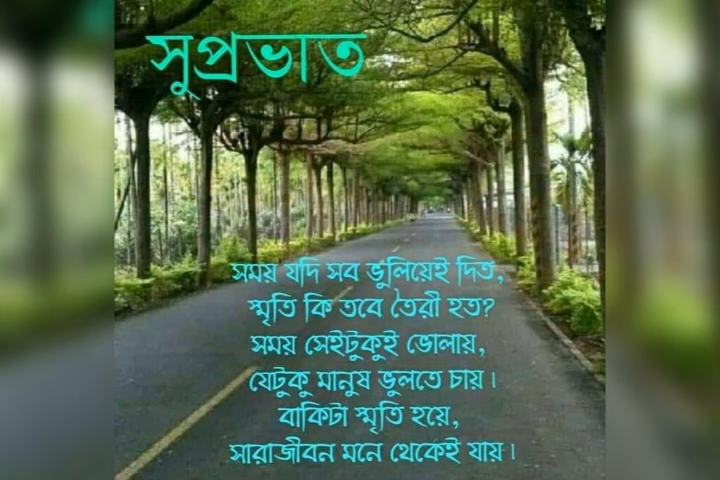 সুপ্রভাত
সময় যদি সব ভুলিয়েই দিত,
স্মৃতি কি তবে তৈরী হত?
সময় সেইটুকুই ভোলায়,
যেটুকু মানুষ ভুলতে চায়।
বাকিটা স্মৃতি হয়ে,
সারাজীবন মনে থেকেই যায়।